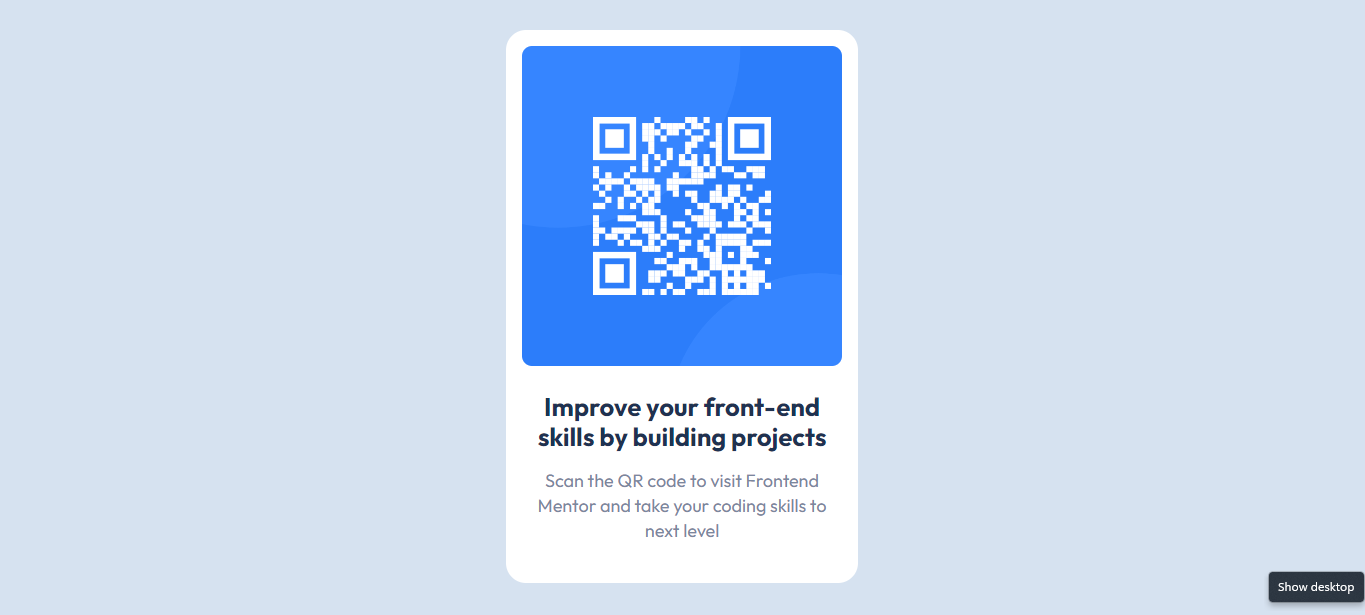 Improve your front-end
skills by building projects
Scan the QR code to visit Frontend
Mentor and take your coding skills to
next level
Show desktop